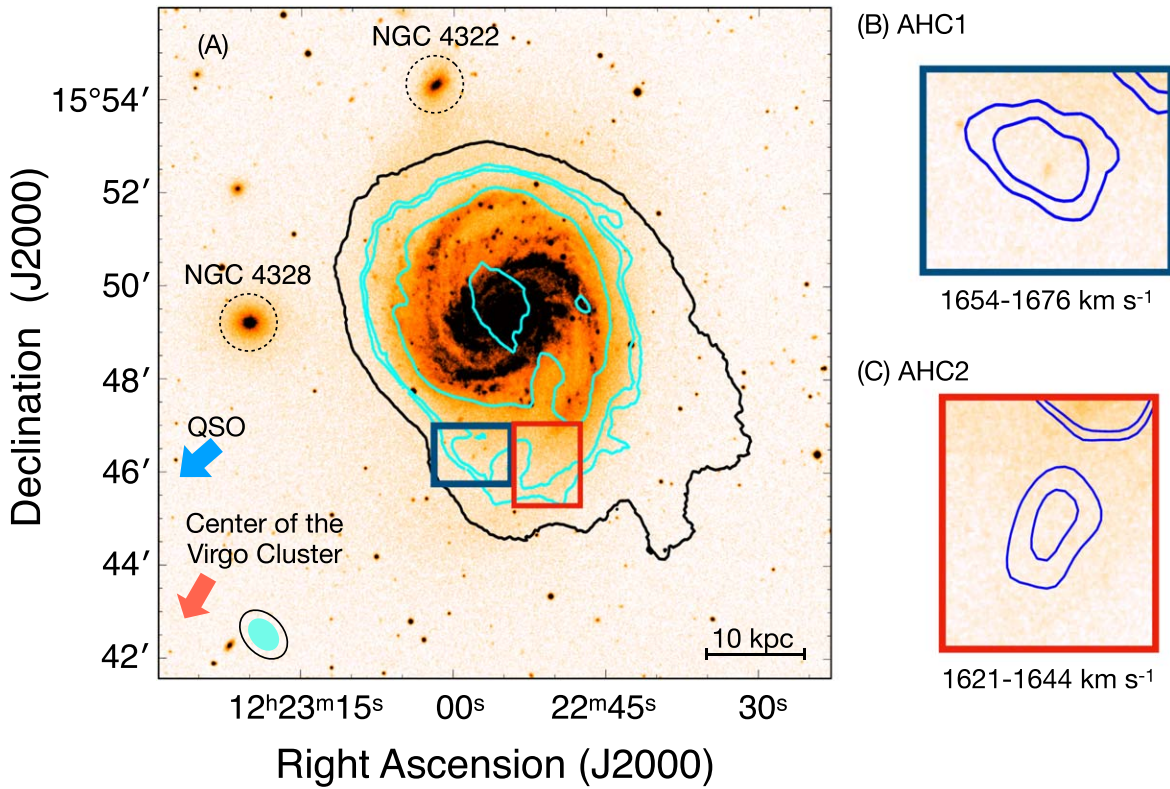 (A)
NGC 4322
NGC 4328
QSO
Center of the
Virgo Cluster
10 kpc
15°54′
52′
50′
48′
46′
44′
42′
Declination (J2000)
12ʰ23ᵐ15ˢ
00ˢ
22ᵐ45ˢ
30ˢ
Right Ascension (J2000)
(B) AHC1
1654-1676 km s⁻¹
(C) AHC2
1621-1644 km s⁻¹